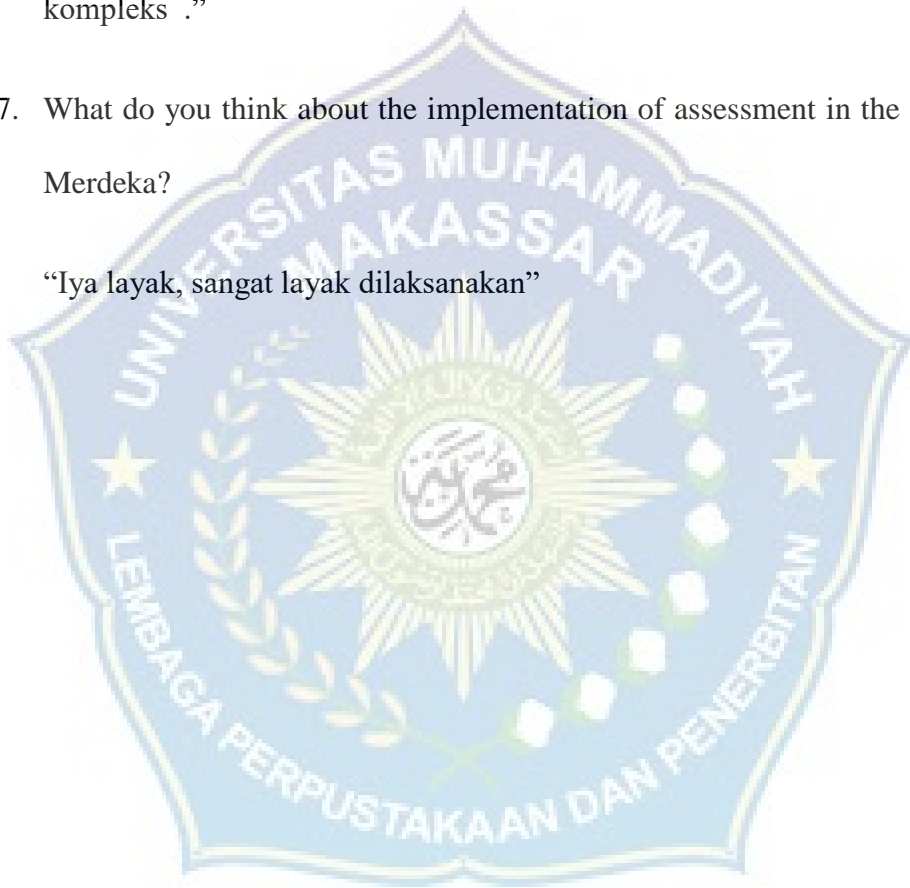 kompleks .”
7. What do you think about the implementation of assessment in the
Merdeka?
“Iya layak, sangat layak dilaksanakan”
UNIVERSITAS MUHAMMADIYAH
MAKASSAR
LEMBAGA PERPUSTAKAAN DAN PENERBITAN